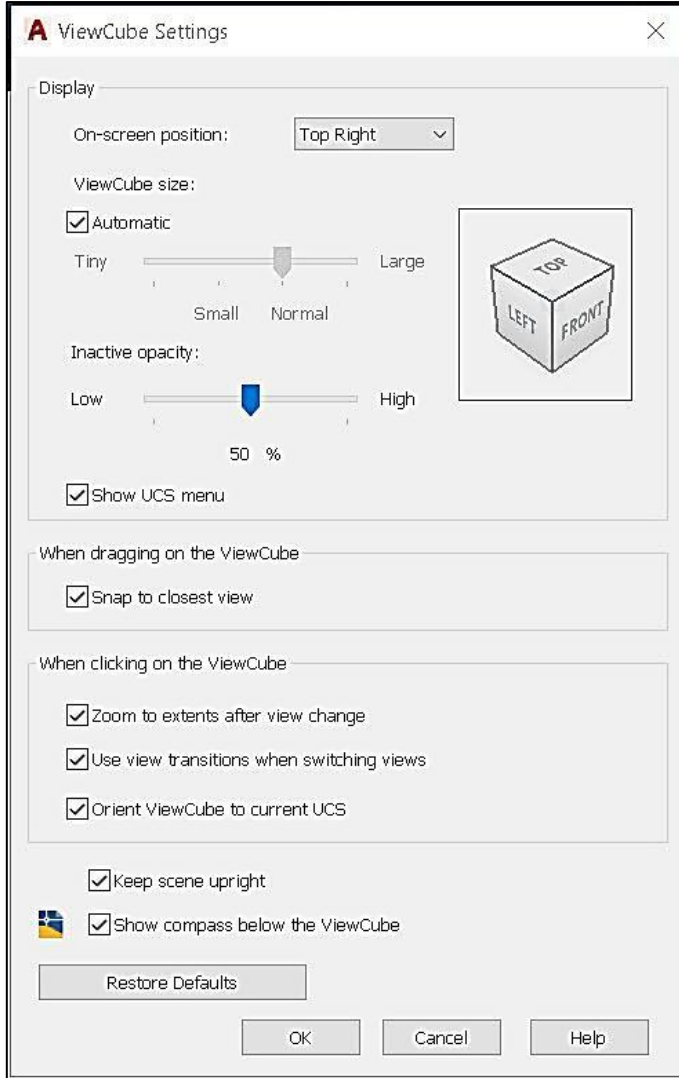 A ViewCube Settings
Display
On-screen position: Top Right
ViewCube size:
Automatic
Tiny Large
Small Normal
TOP
LEFT FRONT
Inactive opacity:
Low High
50 %
Show UCS menu
When dragging on the ViewCube
Snap to closest view
When clicking on the ViewCube
Zoom to extents after view change
Use view transitions when switching views
Orient ViewCube to current UCS
Keep scene upright
Show compass below the ViewCube
Restore Defaults
OK Cancel Help